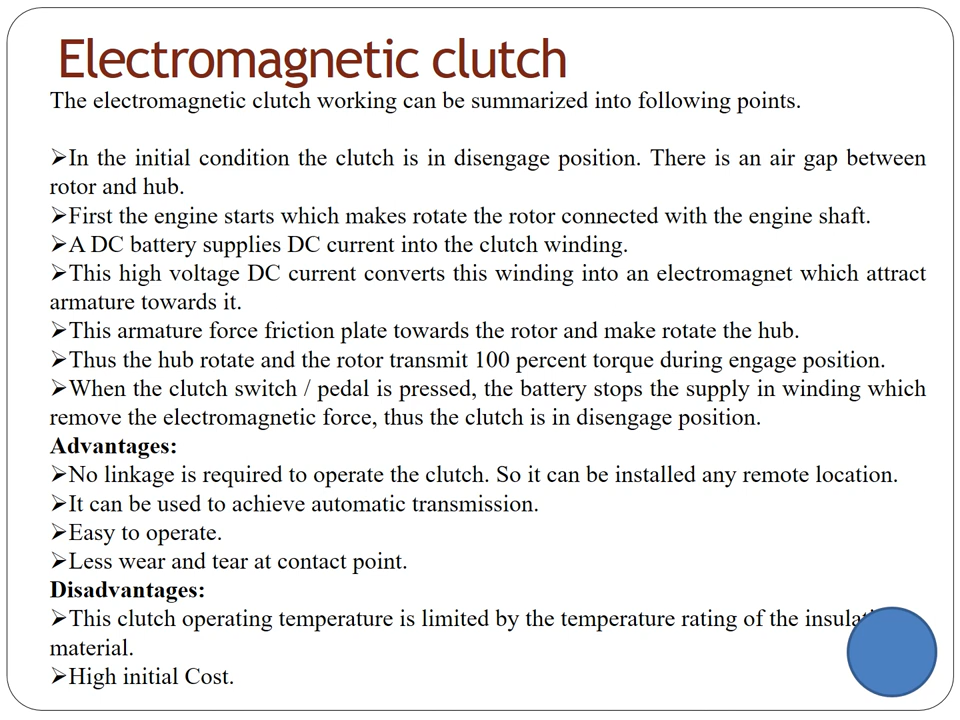 Electromagnetic clutch
The electromagnetic clutch working can be summarized into following points.
➢In the initial condition the clutch is in disengage position. There is an air gap between
rotor and hub.
➢First the engine starts which makes rotate the rotor connected with the engine shaft.
➢A DC battery supplies DC current into the clutch winding.
➢This high voltage DC current converts this winding into an electromagnet which attract
armature towards it.
➢This armature force friction plate towards the rotor and make rotate the hub.
➢Thus the hub rotate and the rotor transmit 100 percent torque during engage position.
➢When the clutch switch / pedal is pressed, the battery stops the supply in winding which
remove the electromagnetic force, thus the clutch is in disengage position.
Advantages:
➢No linkage is required to operate the clutch. So it can be installed any remote location.
➢It can be used to achieve automatic transmission.
➢Easy to operate.
➢Less wear and tear at contact point.
Disadvantages:
➢This clutch operating temperature is limited by the temperature rating of the
material.
➢High initial Cost.